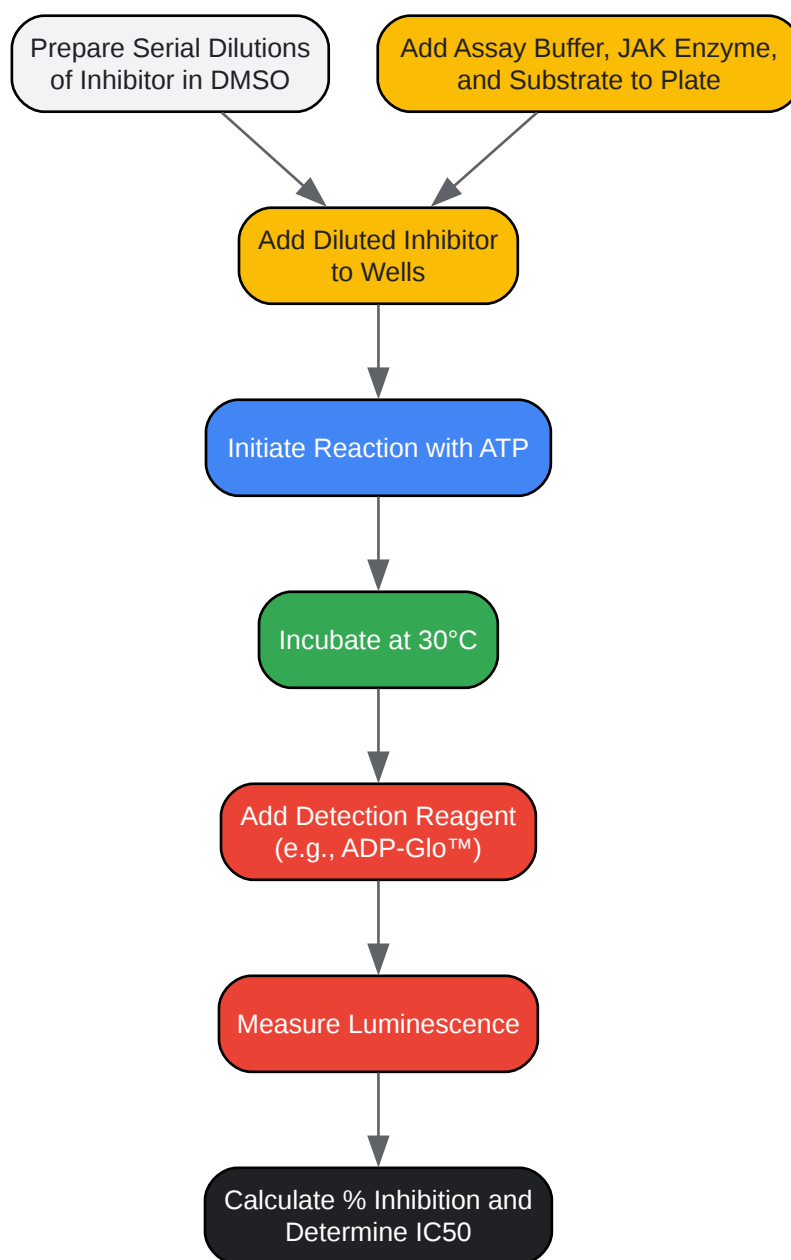 Prepare Serial Dilutions
of Inhibitor in DMSO
Add Assay Buffer, JAK Enzyme,
and Substrate to Plate
Add Diluted Inhibitor
to Wells
Initiate Reaction with ATP
Incubate at 30°C
Add Detection Reagent
(e.g., ADP-Glo™)
Measure Luminescence
Calculate % Inhibition and
Determine IC50